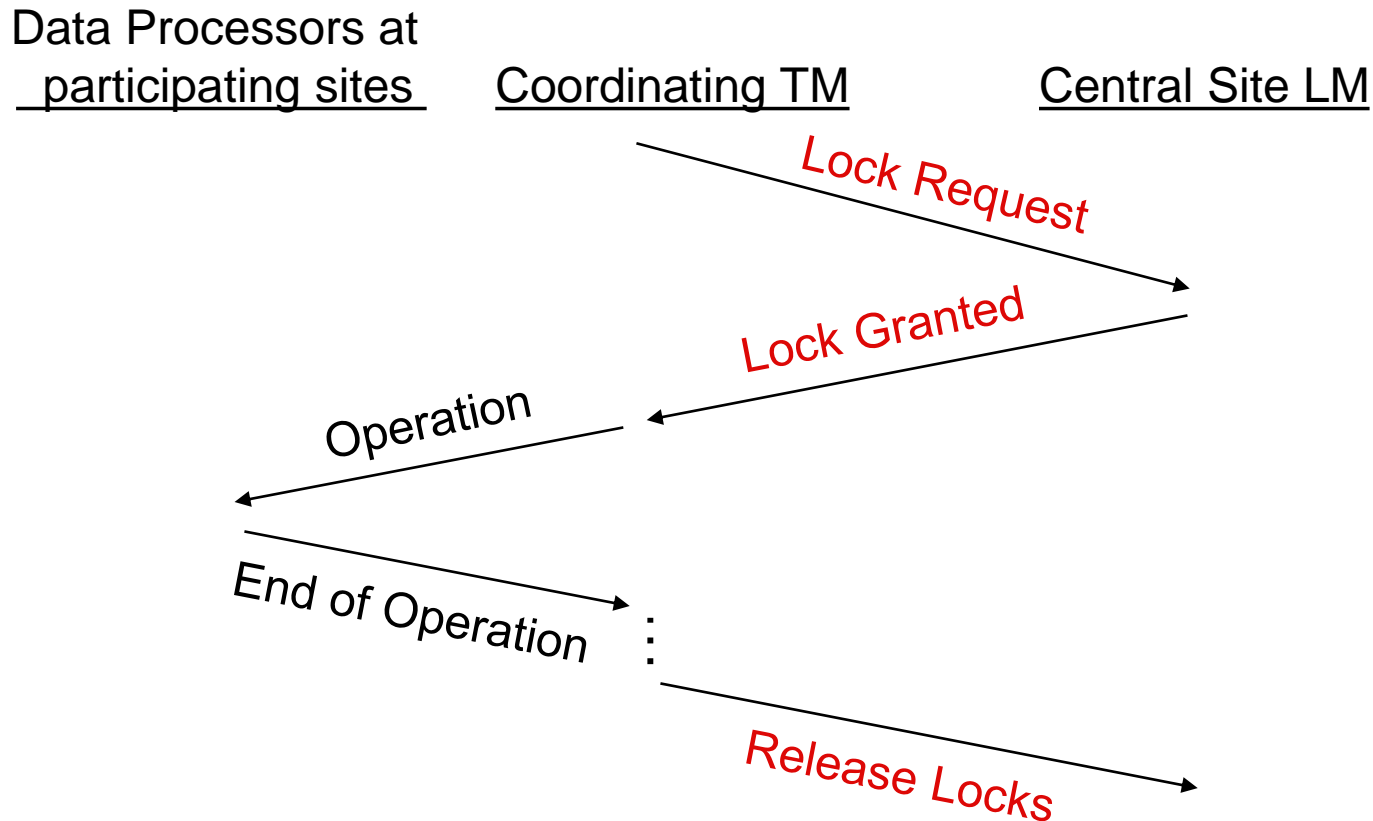 Data Processors at
participating sites
Coordinating TM
Central Site LM
Lock Request
Lock Granted
Operation
End of Operation
⋮
Release Locks